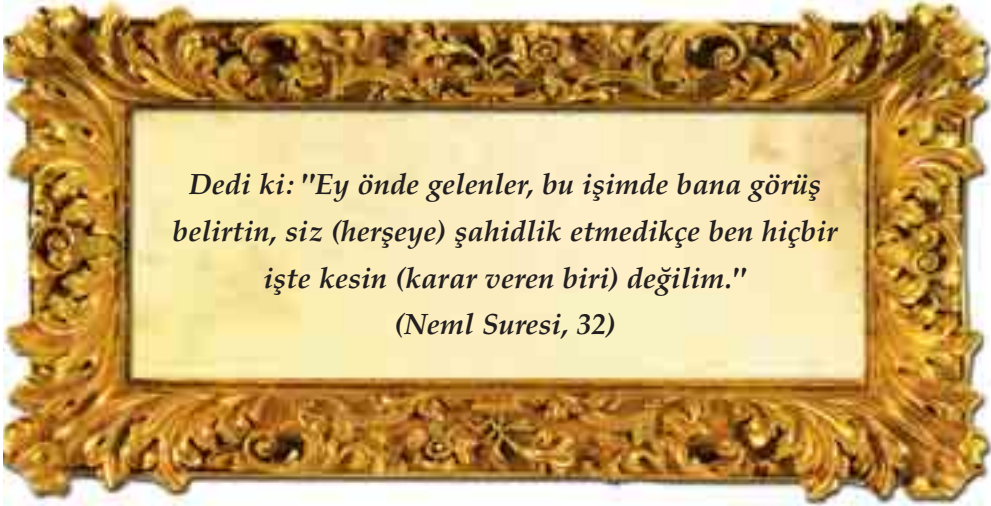 Dedi ki: "Ey önde gelenler, bu işimde bana görüş
belirtin, siz (herşeye) şahidlik etmedikçe ben hiçbir
işte kesin (karar veren biri) değilim."
(Neml Suresi, 32)